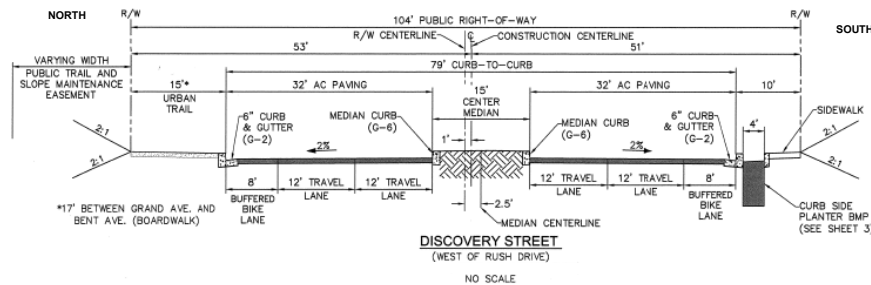 NORTH
SOUTH
R/W
R/W
104' PUBLIC RIGHT-OF-WAY
R/W CENTERLINE
℄
CONSTRUCTION CENTERLINE
53'
51'
VARYING WIDTH
PUBLIC TRAIL AND
SLOPE MAINTENANCE
EASEMENT
79' CURB-TO-CURB
15'*
URBAN
TRAIL
32' AC PAVING
15'
CENTER
MEDIAN
32' AC PAVING
10'
SIDEWALK
6" CURB
& GUTTER
(G-2)
MEDIAN CURB
(G-6)
1'
MEDIAN CURB
(G-6)
6" CURB
& GUTTER
(G-2)
4'
2:1
2:1
2%
2%
2:1
2:1
8'
12' TRAVEL
LANE
12' TRAVEL
LANE
12' TRAVEL
LANE
12' TRAVEL
LANE
8'
BUFFERED
BIKE
LANE
2.5'
BUFFERED
BIKE
LANE
MEDIAN CENTERLINE
CURB SIDE
PLANTER BMP
(SEE SHEET 3)
*17' BETWEEN GRAND AVE. AND
BENT AVE. (BOARDWALK)
DISCOVERY STREET
(WEST OF RUSH DRIVE)
NO SCALE